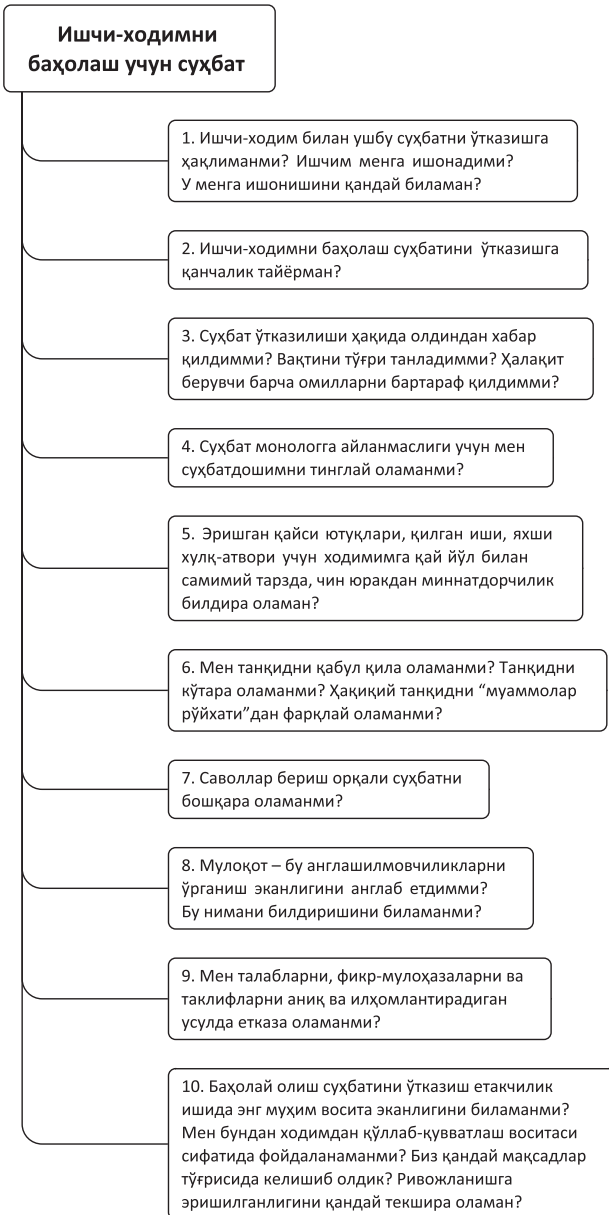 Ишчи-ходимни
баҳолаш учун суҳбат
1. Ишчи-ходим билан ушбу суҳбатни ўтказишга
ҳақлиманми? Ишчим менга ишонадими?
У менга ишонишини қандай биламан?
2. Ишчи-ходимни баҳолаш суҳбатини ўтказишга
қанчалик тайёрман?
3. Суҳбат ўтказилиши ҳақида олдиндан хабар
қилдимми? Вақтини тўғри танладимми? Ҳалақит
берувчи барча омилларни бартараф қилдимми?
4. Суҳбат монологга айланмаслиги учун мен
суҳбатдошимни тинглай оламанми?
5. Эришган қайси ютуқлари, қилган иши, яхши
хулқ-атвори учун ходимимга қай йўл билан
самимий тарзда, чин юракдан миннатдорчилик
билдира оламан?
6. Мен танқидни қабул қила оламанми? Танқидни
кўтара оламанми? Ҳақиқий танқидни “муаммолар
рўйхати”дан фарқлай оламанми?
7. Саволлар бериш орқали суҳбатни
бошқара оламанми?
8. Мулоқот – бу англашилмовчиликларни
ўрганиш эканлигини англаб етдимми?
Бу нимани билдиришини биламанми?
9. Мен талабларни, фикр-мулоҳазаларни ва
таклифларни аниқ ва илҳомлантирадиган
усулда етказа оламанми?
10. Баҳолай олиш суҳбатини ўтказиш етакчилик
ишида энг муҳим восита эканлигини биламанми?
Мен бундан ходимдан қўллаб-қувватлаш воситаси
сифатида фойдаланаманми? Биз қандай мақсадлар
тўғрисида келишиб олдик? Ривожланишга
эришилганлигини қандай текшира оламан?